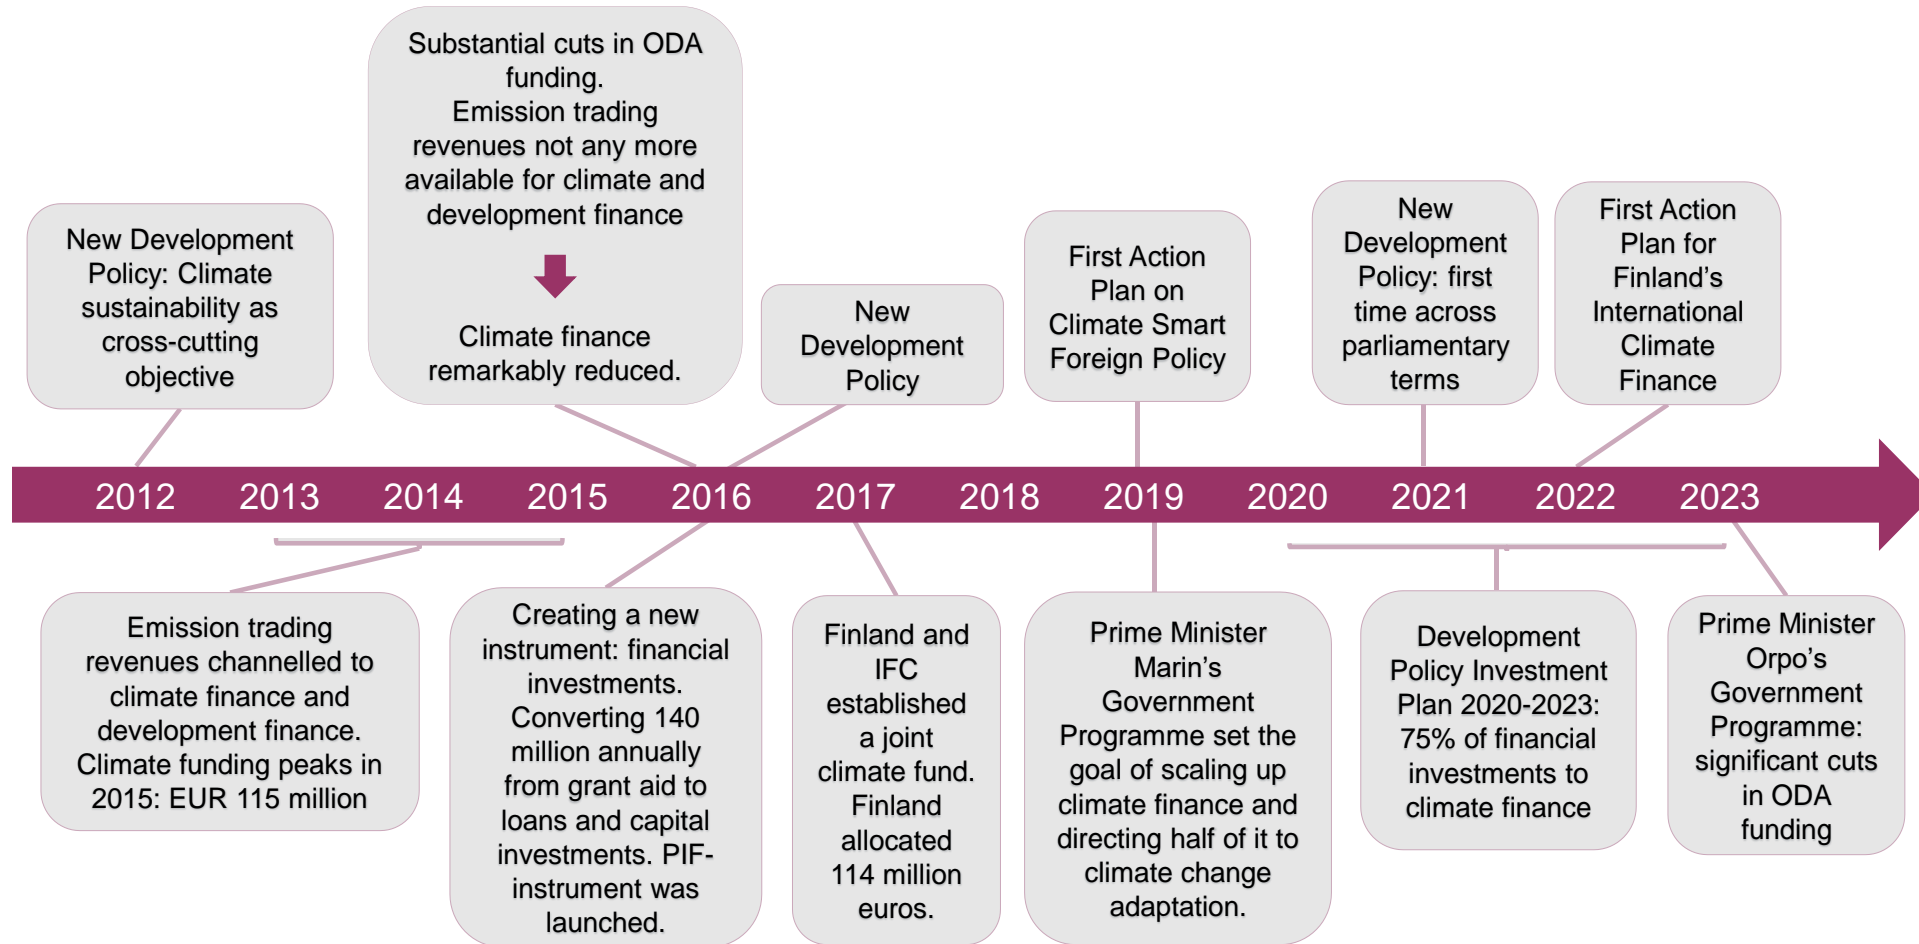 New Development
Policy: Climate
sustainability as
cross-cutting
objective
Substantial cuts in ODA
funding.
Emission trading
revenues not any more
available for climate and
development finance
Climate finance
remarkably reduced.
New
Development
Policy
First Action
Plan on
Climate Smart
Foreign Policy
New
Development
Policy: first
time across
parliamentary
terms
First Action
Plan for
Finland’s
International
Climate
Finance
2012 2013 2014 2015 2016 2017 2018 2019 2020 2021 2022 2023
Emission trading
revenues channelled to
climate finance and
development finance.
Climate funding peaks in
2015: EUR 115 million
Creating a new
instrument: financial
investments.
Converting 140
million annually
from grant aid to
loans and capital
investments. PIF-
instrument was
launched.
Finland and
IFC
established
a joint
climate fund.
Finland
allocated
114 million
euros.
Prime Minister
Marin’s
Government
Programme set the
goal of scaling up
climate finance and
directing half of it to
climate change
adaptation.
Development
Policy Investment
Plan 2020-2023:
75% of financial
investments to
climate finance
Prime Minister
Orpo’s
Government
Programme:
significant cuts
in ODA
funding